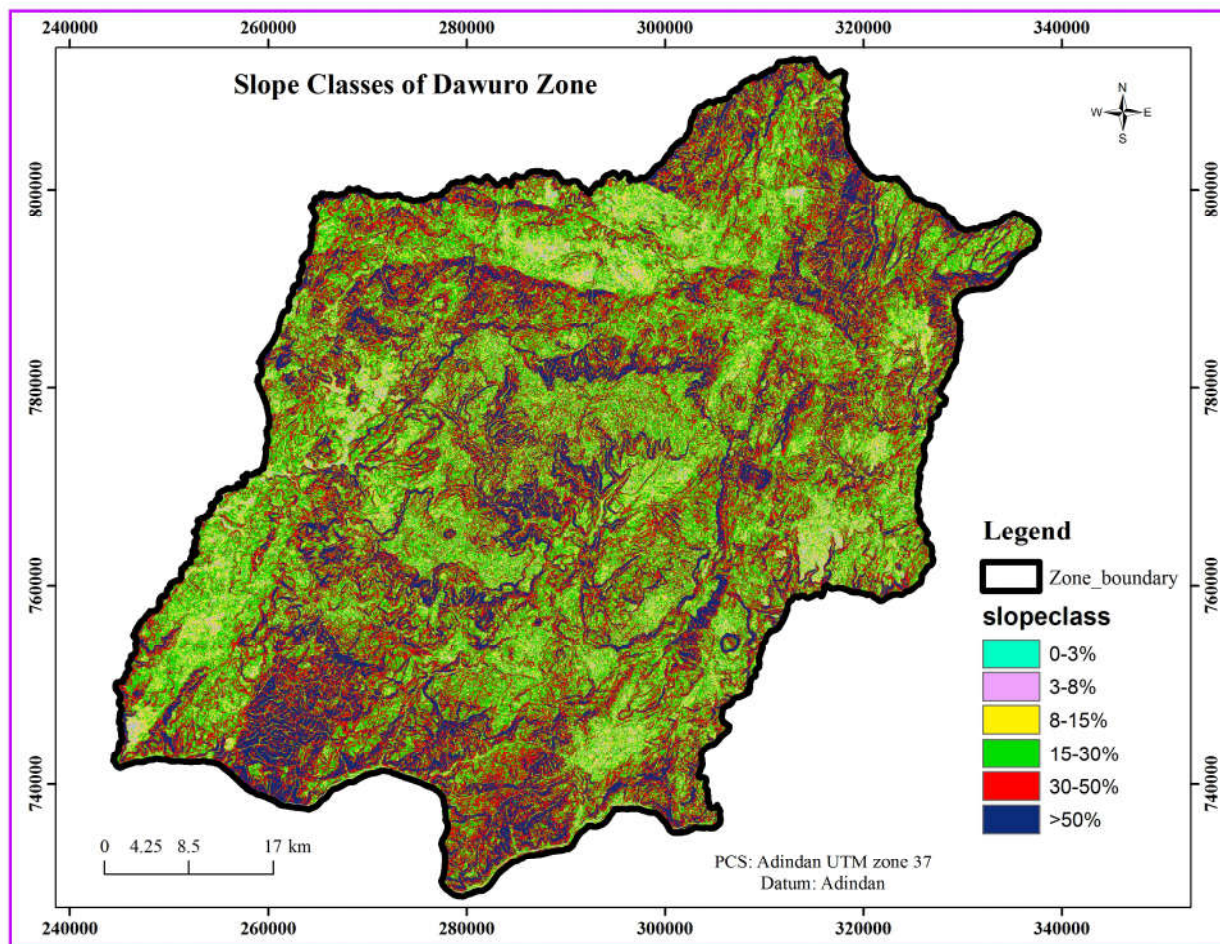 240000 260000 280000 300000 320000 340000
Slope Classes of Dawuro Zone
N
W E
S
800000 800000
780000 780000
760000 760000
740000 740000
Legend
Zone_boundary
slopeclass
0-3%
3-8%
8-15%
15-30%
30-50%
>50%
0 4.25 8.5 17 km
PCS: Adindan UTM zone 37
Datum: Adindan
240000 260000 280000 300000 320000 340000